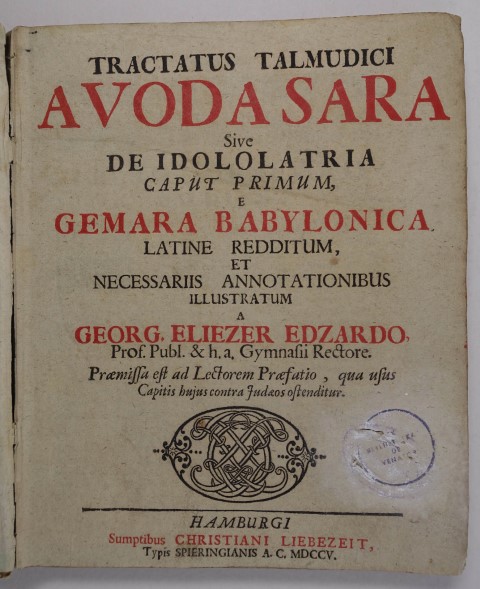 TRACTATUS TALMUDICI
AVODA SARA
Sive
DE IDOLOLATRIA
CAPUT PRIMUM,
E
GEMARA BABYLONICA
LATINE REDDITUM,
ET
NECESSARIIS ANNOTATIONIBUS
ILLUSTRATUM
A
GEORG. ELIEZER EDZARDO,
Prof. Publ. & h. a. Gymnasii Rectore.
Præmissa est ad Lectorem Præfatio, qua usus
Capitis hujus contra Judæos ostenditur.
HAMBURGI
Sumptibus CHRISTIANI LIEBEZEIT,
Typis SPIERINGIANIS A. C. MDCCV.